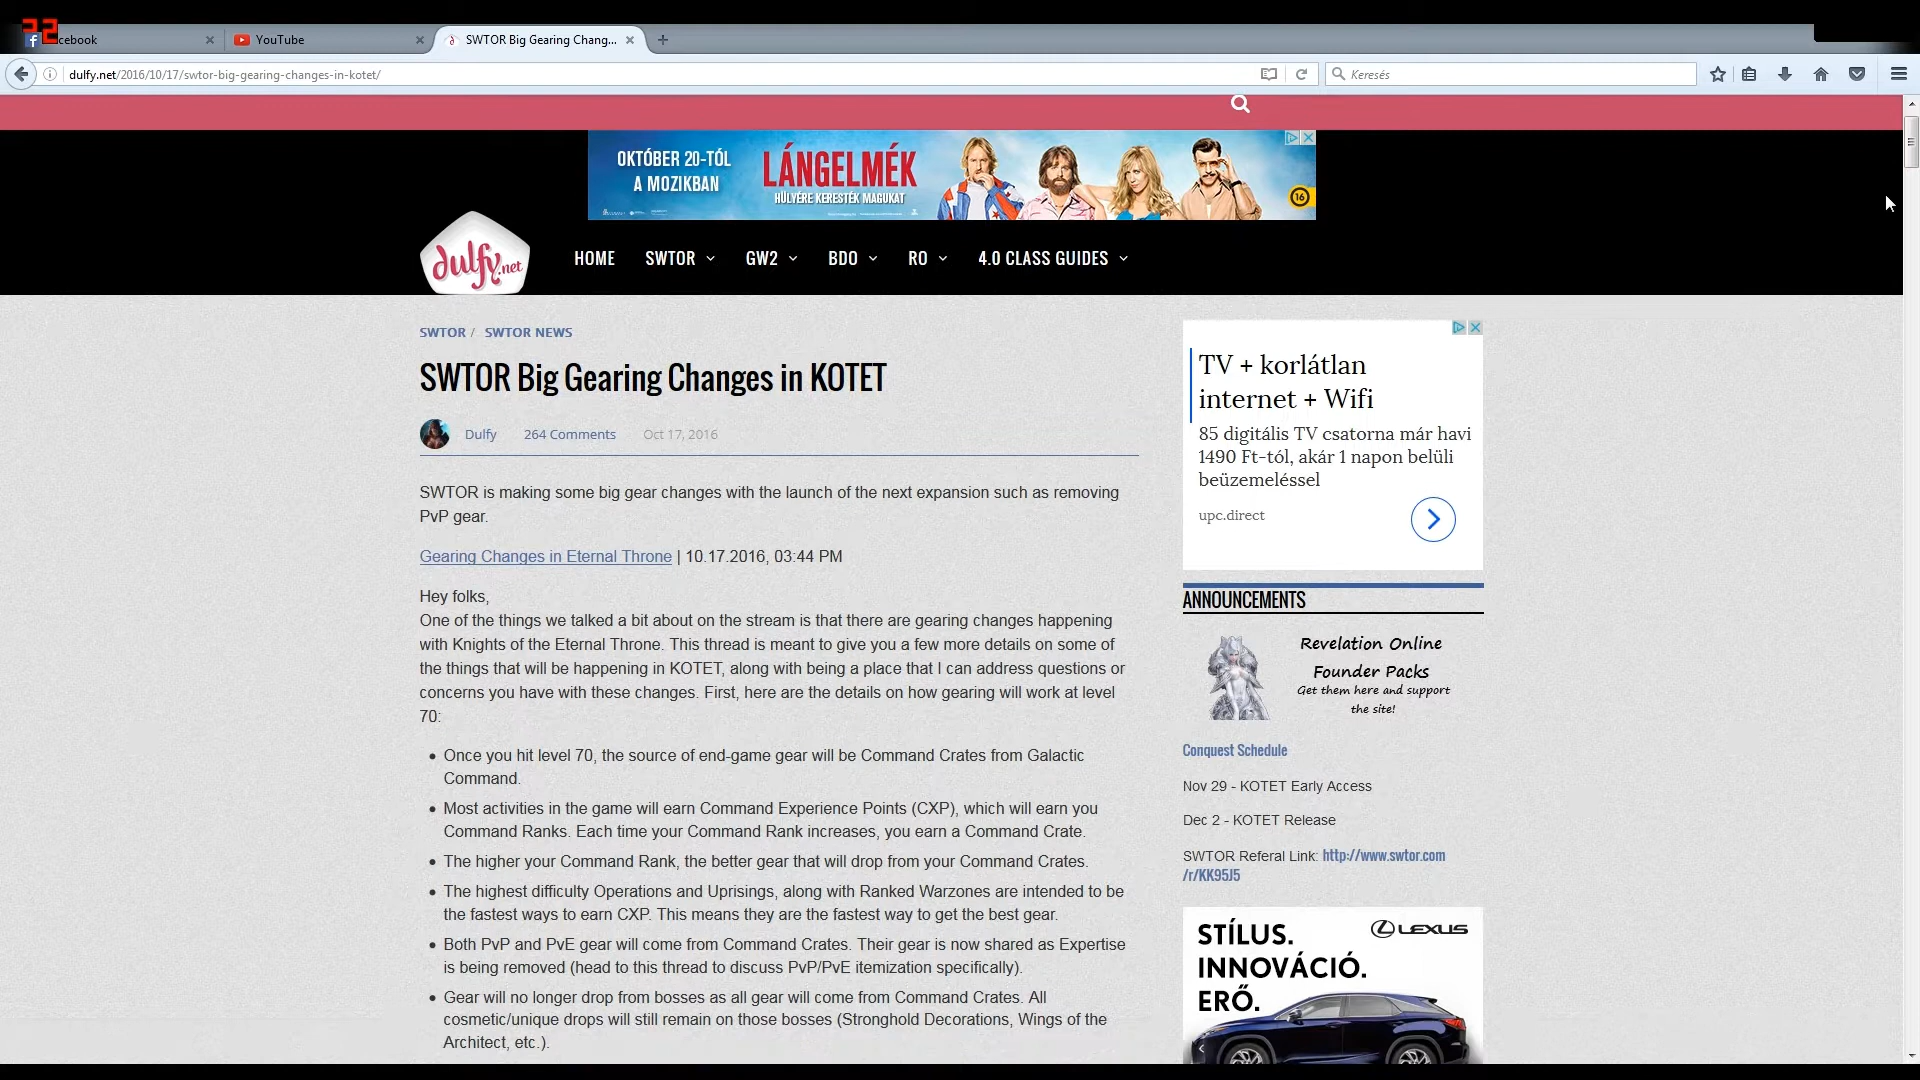 22
cebook
YouTube
SWTOR Big Gearing Chang...
dulfy.net/2016/10/17/swtor-big-gearing-changes-in-kotet/
Keresés
OKTÓBER 20-TÓL
A MOZIKBAN
LÁNGELMÉK
HÜLYÉRE KERESTÉK MAGUKAT
16
dulfy.net
HOME
SWTOR
GW2
BDO
RO
4.0 CLASS GUIDES
SWTOR / SWTOR NEWS
SWTOR Big Gearing Changes in KOTET
Dulfy
264 Comments
Oct 17, 2016
SWTOR is making some big gear changes with the launch of the next expansion such as removing
PvP gear.
Gearing Changes in Eternal Throne | 10.17.2016, 03:44 PM
Hey folks,
One of the things we talked a bit about on the stream is that there are gearing changes happening
with Knights of the Eternal Throne. This thread is meant to give you a few more details on some of
the things that will be happening in KOTET, along with being a place that I can address questions or
concerns you have with these changes. First, here are the details on how gearing will work at level
70:
• Once you hit level 70, the source of end-game gear will be Command Crates from Galactic
Command.
• Most activities in the game will earn Command Experience Points (CXP), which will earn you
Command Ranks. Each time your Command Rank increases, you earn a Command Crate.
• The higher your Command Rank, the better gear that will drop from your Command Crates.
• The highest difficulty Operations and Uprisings, along with Ranked Warzones are intended to be
the fastest ways to earn CXP. This means they are the fastest way to get the best gear.
• Both PvP and PvE gear will come from Command Crates. Their gear is now shared as Expertise
is being removed (head to this thread to discuss PvP/PvE itemization specifically).
• Gear will no longer drop from bosses as all gear will come from Command Crates. All
cosmetic/unique drops will still remain on those bosses (Stronghold Decorations, Wings of the
Architect, etc.).
TV + korlátlan
internet + Wifi
85 digitális TV csatorna már havi
1490 Ft-tól, akár 1 napon belüli
beüzemeléssel
upc.direct
ANNOUNCEMENTS
Revelation Online
Founder Packs
Get them here and support
the site!
Conquest Schedule
Nov 29 - KOTET Early Access
Dec 2 - KOTET Release
SWTOR Referal Link: http://www.swtor.com
/r/KK95J5
STÍLUS.
INNOVÁCIÓ.
ERŐ.
LEXUS